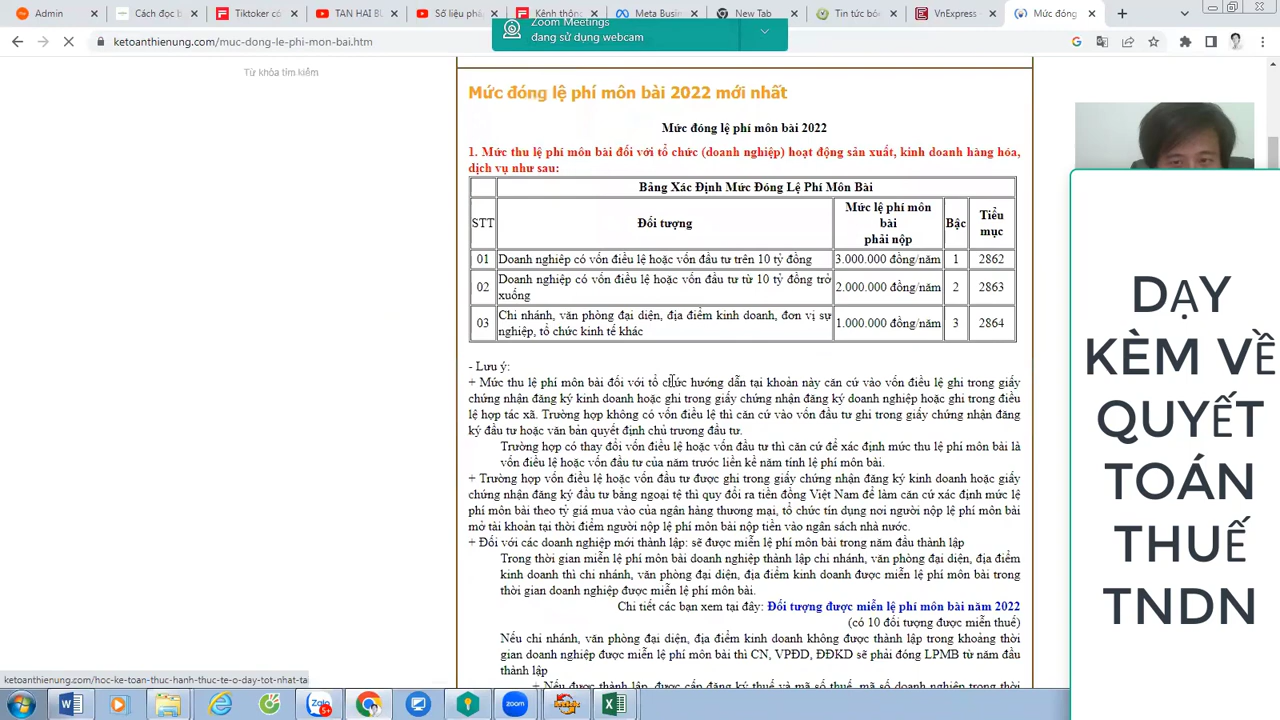 Admin
Cách đọc b
Tiktoker cố
TAN HAI BI
Số liệu phá
Kênh thông
Meta Busin
New Tab
Tin tức bó
VnExpress
Mức đóng
ketoanthienung.com/muc-dong-le-phi-mon-bai.htm
Zoom Meetings
đang sử dụng webcam
Từ khóa tìm kiếm
Mức đóng lệ phí môn bài 2022 mới nhất
Mức đóng lệ phí môn bài 2022
1. Mức thu lệ phí môn bài đối với tổ chức (doanh nghiệp) hoạt động sản xuất, kinh doanh hàng hóa,
dịch vụ như sau:
Bảng Xác Định Mức Đóng Lệ Phí Môn Bài
STT
Đối tượng
Mức lệ phí môn
bài
phải nộp
Bậc
Tiểu
mục
01
Doanh nghiêp có vốn điều lệ hoặc vốn đầu tư trên 10 tỷ đồng
3.000.000 đồng/năm
1
2862
02
Doanh nghiệp có vốn điều lệ hoặc vốn đầu tư từ 10 tỷ đồng trở
xuống
2.000.000 đồng/năm
2
2863
03
Chi nhánh, văn phòng đại diện, địa điểm kinh doanh, đơn vị sự
nghiệp, tổ chức kinh tế khác
1.000.000 đồng/năm
3
2864
- Lưu ý:
+ Mức thu lệ phí môn bài đối với tổ chức hướng dẫn tại khoản này căn cứ vào vốn điều lệ ghi trong giấy
chứng nhận đăng ký kinh doanh hoặc ghi trong giấy chứng nhận đăng ký doanh nghiệp hoặc ghi trong điều
lệ hợp tác xã. Trường hợp không có vốn điều lệ thì căn cứ vào vốn đầu tư ghi trong giấy chứng nhận đăng
ký đầu tư hoặc văn bản quyết định chủ trương đầu tư.
Trường hợp có thay đổi vốn điều lệ hoặc vốn đầu tư thì căn cứ để xác định mức thu lệ phí môn bài là
vốn điều lệ hoặc vốn đầu tư của năm trước liền kề năm tính lệ phí môn bài.
+ Trường hợp vốn điều lệ hoặc vốn đầu tư được ghi trong giấy chứng nhận đăng ký kinh doanh hoặc giấy
chứng nhận đăng ký đầu tư bằng ngoại tệ thì quy đổi ra tiền đồng Việt Nam để làm căn cứ xác định mức lệ
phí môn bài theo tỷ giá mua vào của ngân hàng thương mại, tổ chức tín dụng nơi người nộp lệ phí môn bài
mở tài khoản tại thời điểm người nộp lệ phí môn bài nộp tiền vào ngân sách nhà nước.
+ Đối với các doanh nghiệp mới thành lập: sẽ được miễn lệ phí môn bài trong năm đầu thành lập
Trong thời gian miễn lệ phí môn bài doanh nghiệp thành lập chi nhánh, văn phòng đại diện, địa điểm
kinh doanh thì chi nhánh, văn phòng đại diện, địa điểm kinh doanh được miễn lệ phí môn bài trong
thời gian doanh nghiệp được miễn lệ phí môn bài.
Chi tiết các bạn xem tại đây: Đối tượng được miễn lệ phí môn bài năm 2022
(có 10 đối tượng được miễn thuế)
Nếu chi nhánh, văn phòng đại diện, địa điểm kinh doanh không được thành lập trong khoảng thời
gian doanh nghiệp được miễn lệ phí môn bài thì CN, VPĐD, ĐĐKD sẽ phải đóng LPMB từ năm đầu
thành lập
+ Nếu được thành lập, được cấp đăng ký thuế và mã số thuế, mã số doanh nghiệp trong thời
ketoanthienung.com/hoc-ke-toan-thuc-hanh-thuc-te-o-day-tot-nhat-ta
Zalo
5+
zoom
DẠY
KÈM VỀ
QUYẾT
TOÁN
THUẾ
TNDN